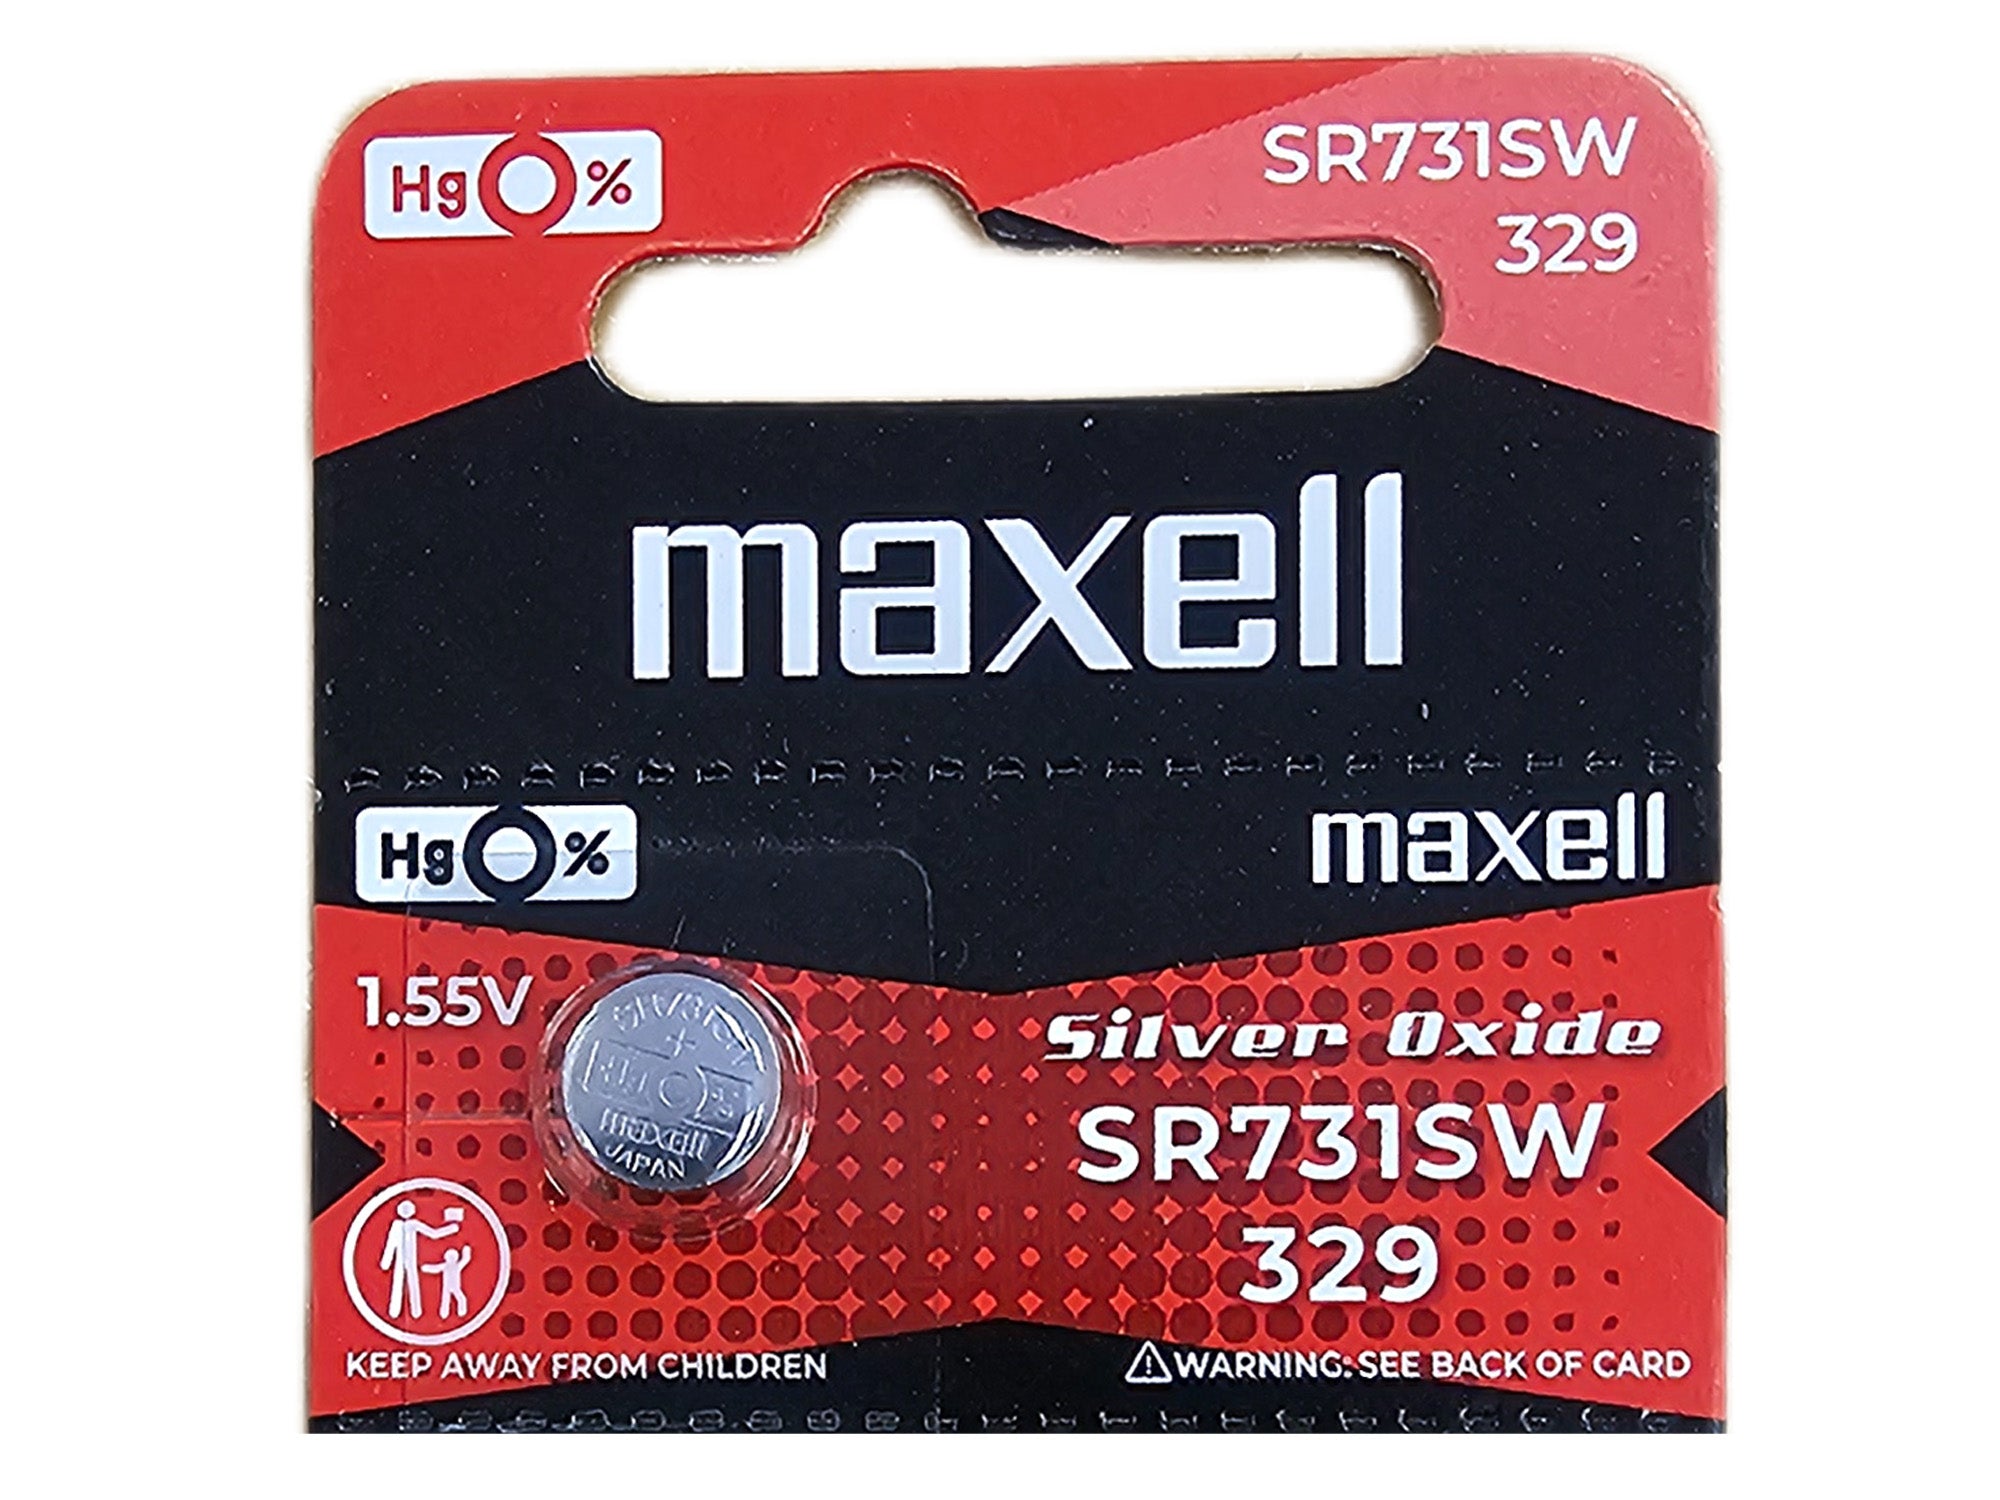 Hg 0 %
SR731SW
329
maxell
Hg 0 %
maxell
1.55V
Silver Oxide
SR731SW
329
+
maxell
JAPAN
KEEP AWAY FROM CHILDREN
⚠WARNING: SEE BACK OF CARD